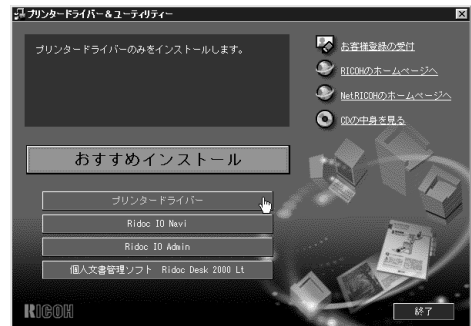 プリンタードライバー&ユーティリティー
プリンタードライバーのみをインストールします。
お客様登録の受付
RICOHのホームページへ
NetRICOHのホームページへ
CDの中身を見る
おすすめインストール
プリンタードライバー
Ridoc IO Navi
Ridoc IO Admin
個人文書管理ソフト Ridoc Desk 2000 Lt
RICOH
終了